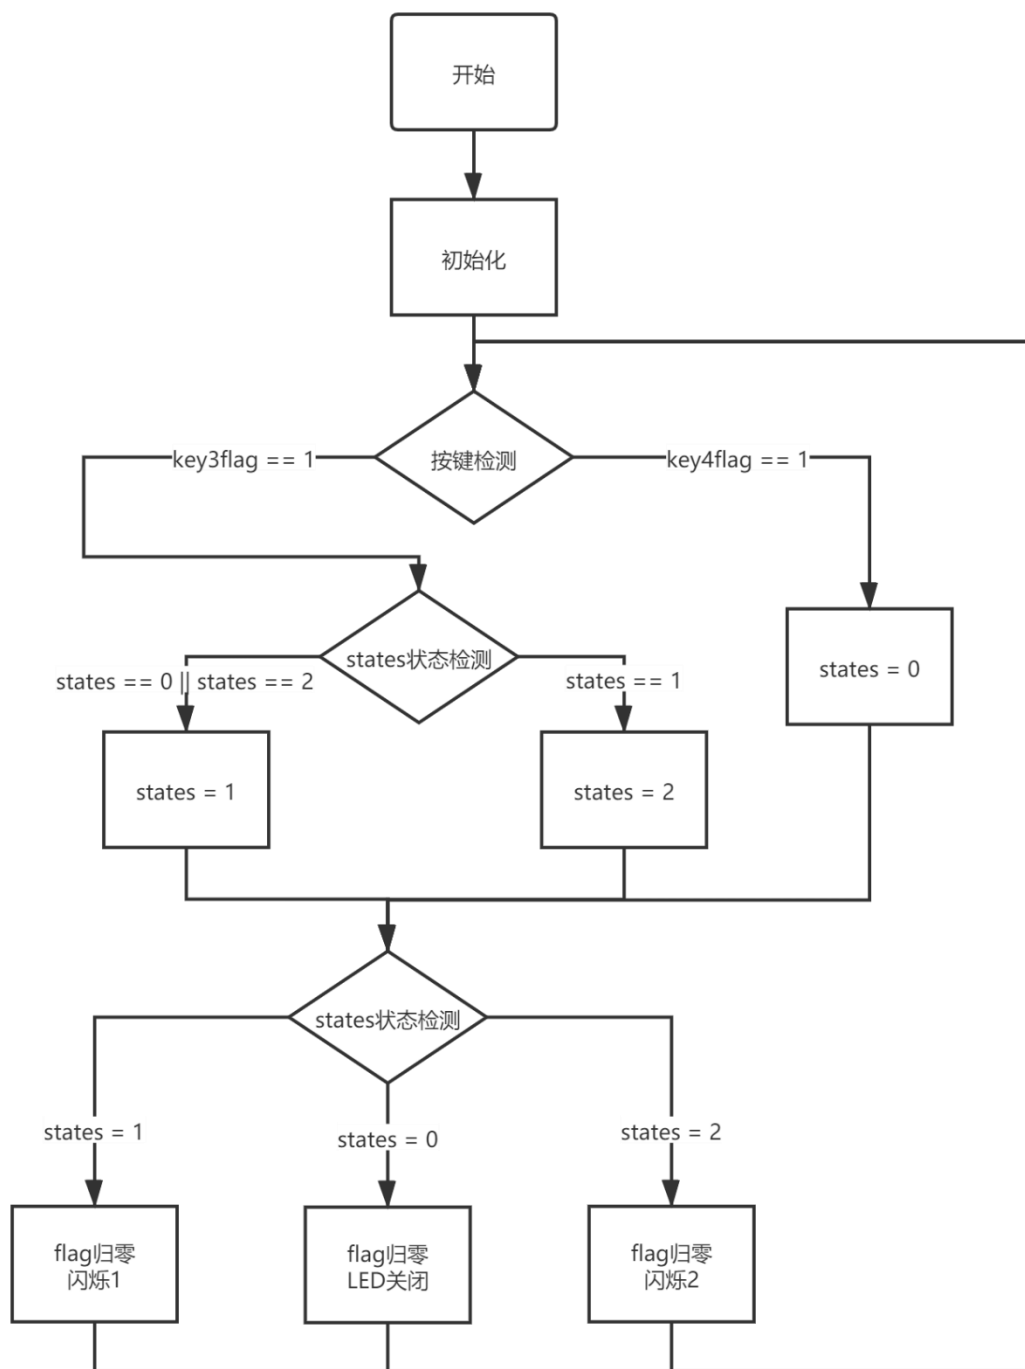 开始
初始化
按键检测
key3flag == 1
key4flag == 1
states状态检测
states == 0 || states == 2
states == 1
states = 0
states = 1
states = 2
states状态检测
states = 1
states = 0
states = 2
flag归零
闪烁1
flag归零
LED关闭
flag归零
闪烁2